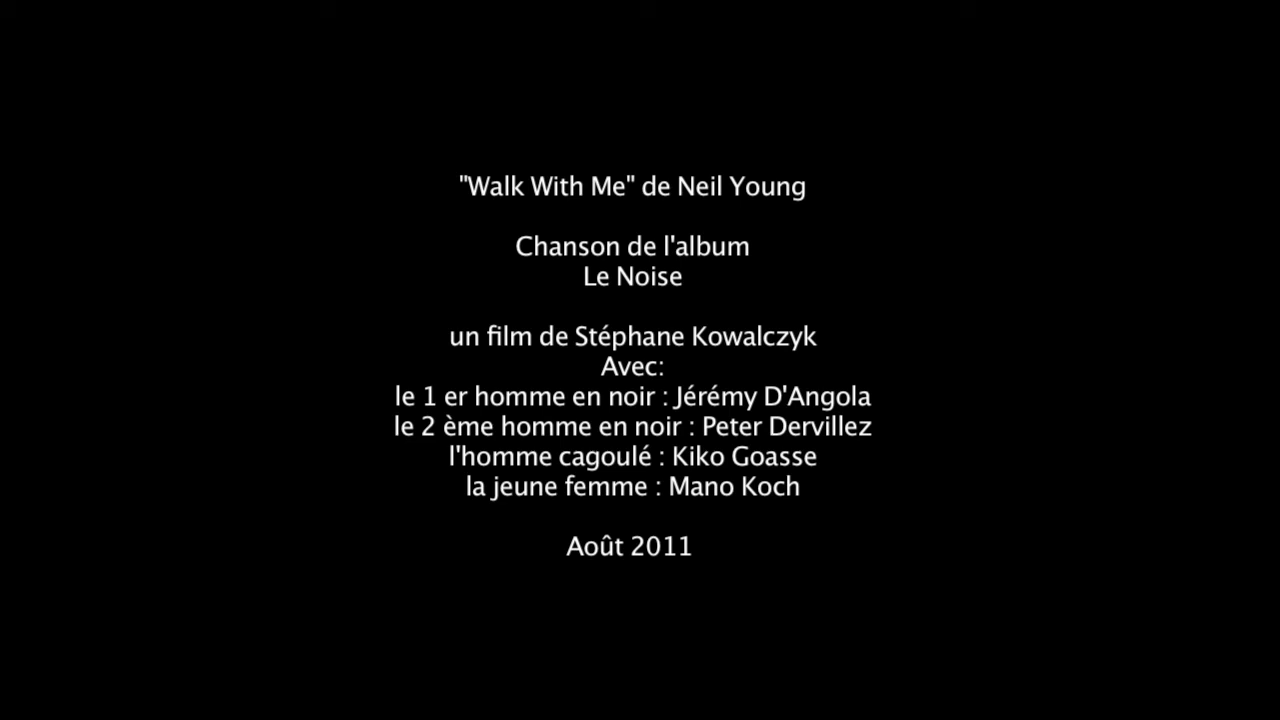 "Walk With Me" de Neil Young
Chanson de l'album
Le Noise
un film de Stéphane Kowalczyk
Avec:
le 1 er homme en noir : Jérémy D'Angola
le 2 ème homme en noir : Peter Dervillez
l'homme cagoulé : Kiko Goasse
la jeune femme : Mano Koch
Août 2011